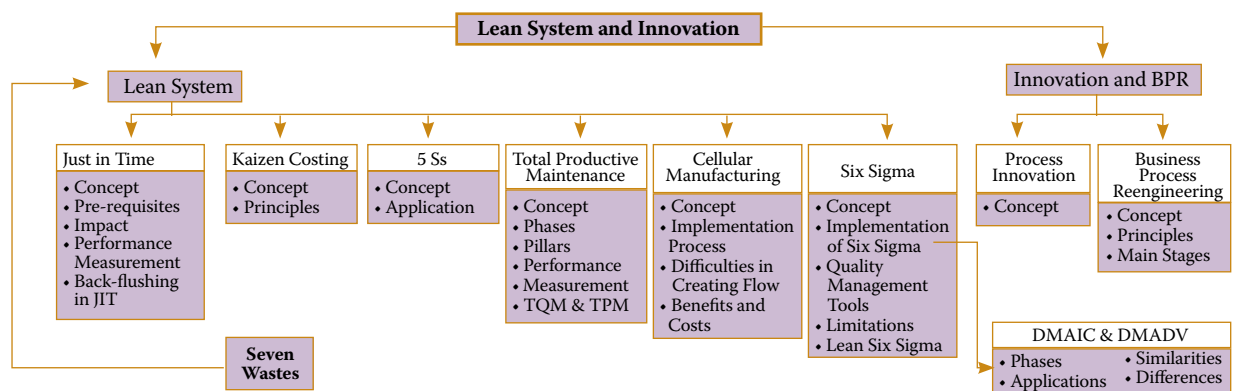 Lean System and Innovation
Lean System
Innovation and BPR
Just in Time
• Concept
• Pre-requisites
• Impact
• Performance
Measurement
• Back-flushing
in JIT
Kaizen Costing
• Concept
• Principles
5 Ss
• Concept
• Application
Total Productive
Maintenance
• Concept
• Phases
• Pillars
• Performance
• Measurement
• TQM & TPM
Cellular
Manufacturing
• Concept
• Implementation
Process
• Difficulties in
Creating Flow
• Benefits and
Costs
Six Sigma
• Concept
• Implementation
of Six Sigma
• Quality
Management
Tools
• Limitations
• Lean Six Sigma
Process
Innovation
• Concept
Business
Process
Reengineering
• Concept
• Principles
• Main Stages
Seven
Wastes
DMAIC & DMADV
• Phases
• Applications
• Similarities
• Differences